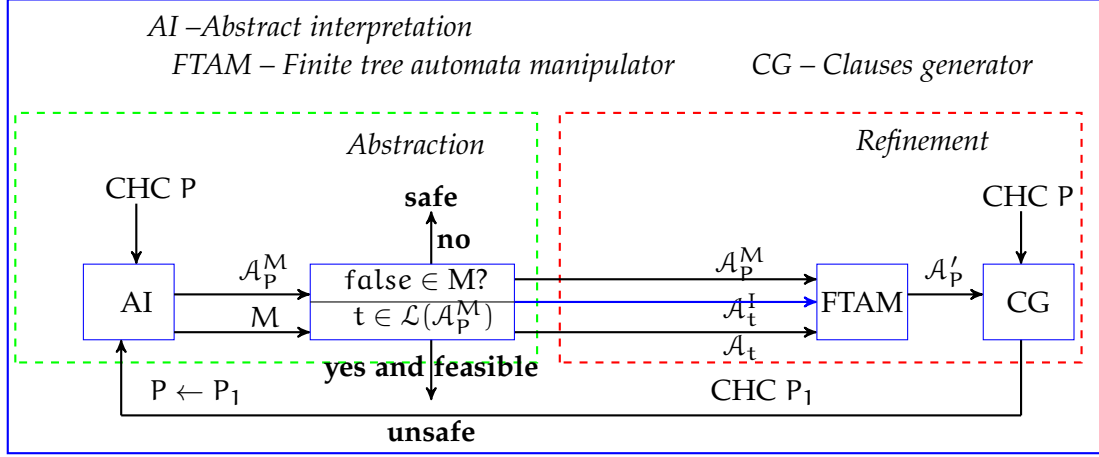 AI –Abstract interpretation
FTAM – Finite tree automata manipulator CG – Clauses generator
Abstraction
Refinement
CHC P
safe
CHC P
no
𝒜_P^M
false ∈ M?
𝒜_P^M
𝒜′_P
AI
FTAM
CG
M
t ∈ ℒ(𝒜_P^M)
𝒜_t^I
𝒜_t
yes and feasible
P ← P₁
CHC P₁
unsafe